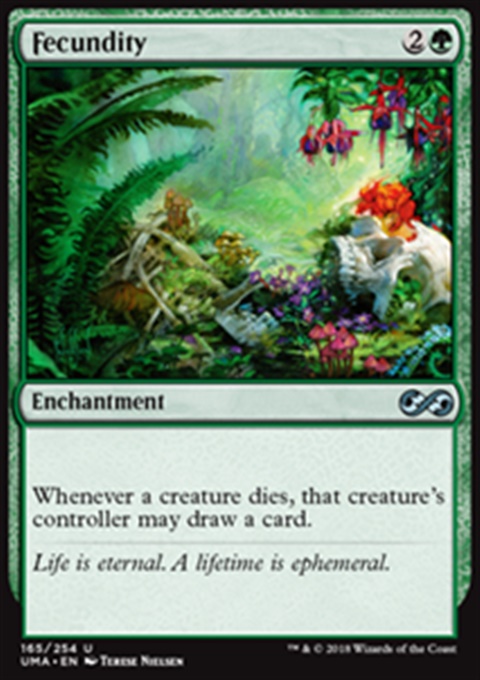 Fecundity 2
Enchantment
Whenever a creature dies, that creature's
controller may draw a card.
Life is eternal. A lifetime is ephemeral.
165/254 U
UMA • EN Terese Nielsen
™ & © 2018 Wizards of the Coast